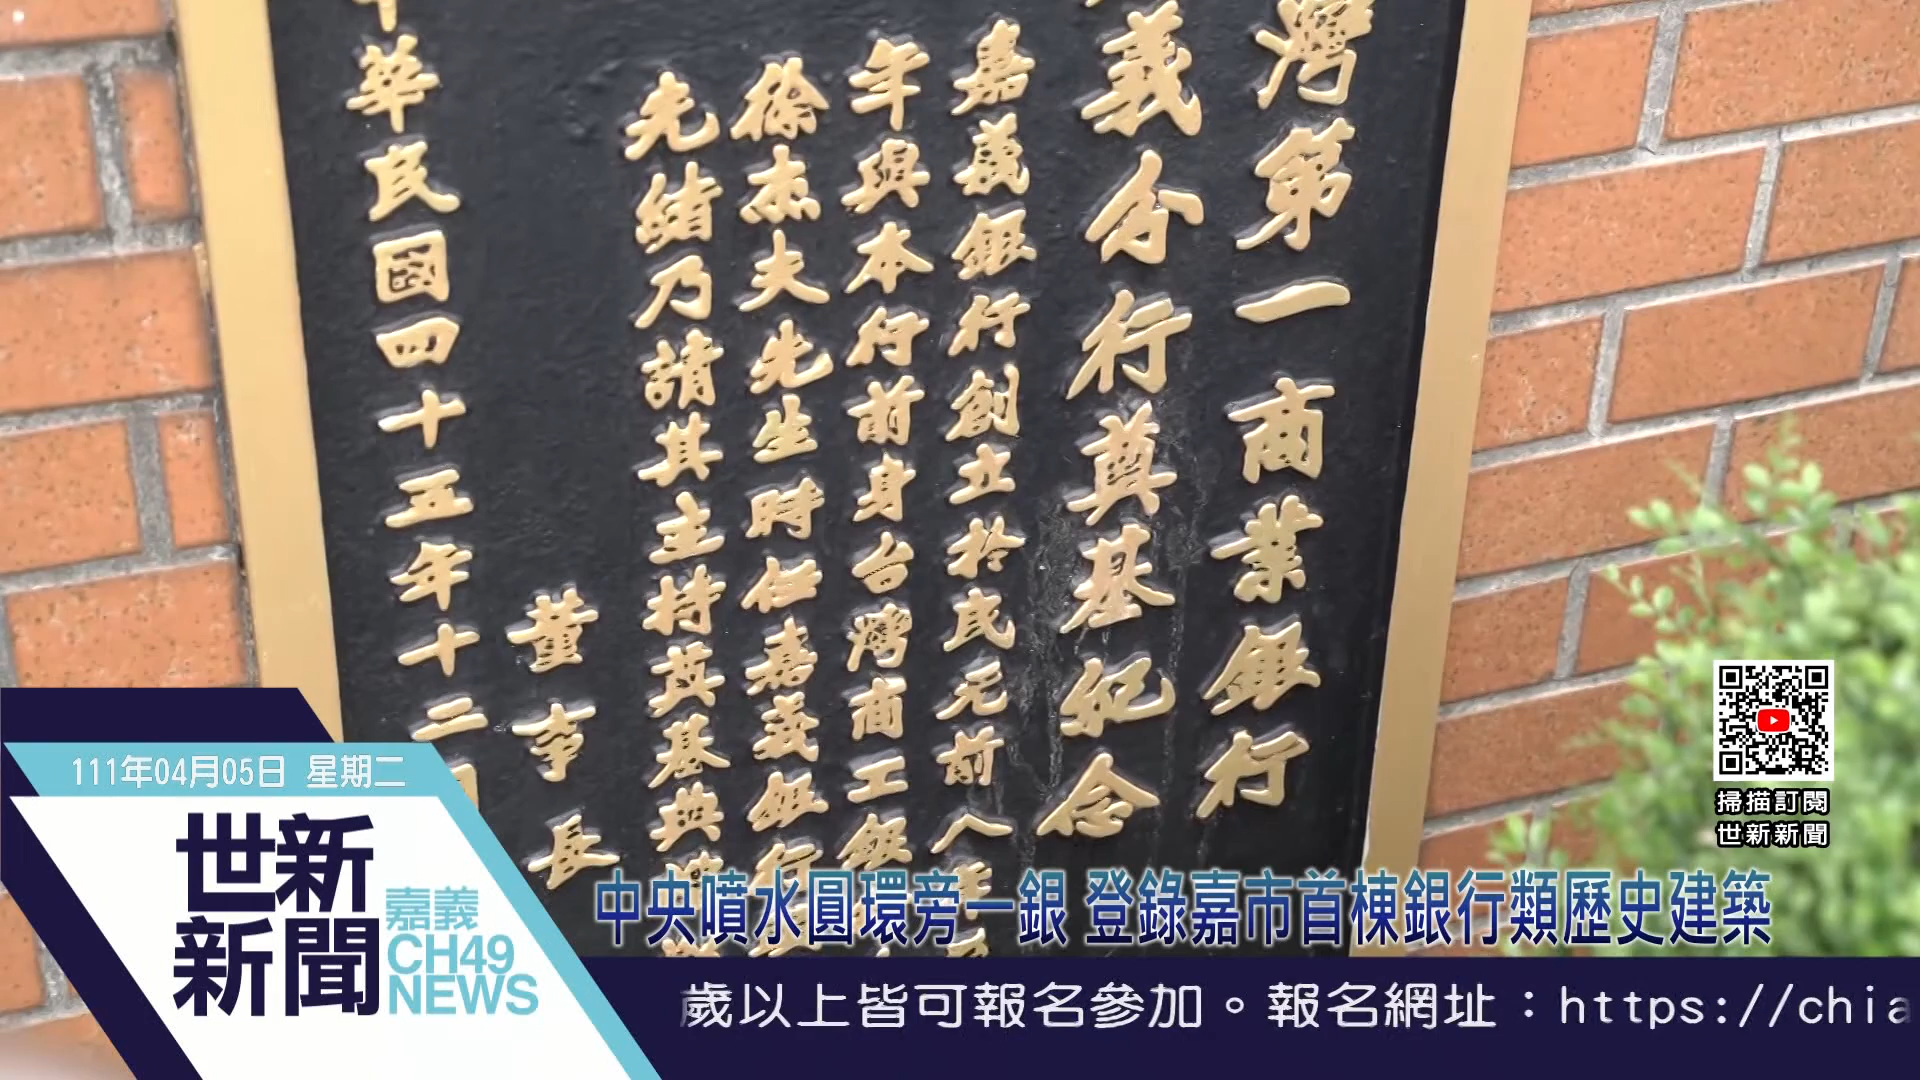 灣第一商業銀行
義分行奠基紀念
嘉義銀行創立於民元前八年
年與本行前身台灣商工銀
徐杰夫先生時任嘉義銀行
先緒乃請其主持奠基典禮
董事長
中華民國四十五年十二月
111年04月05日 星期二
世新新聞
嘉義
CH49
NEWS
掃描訂閱
世新新聞
中央噴水圓環旁一銀 登錄嘉市首棟銀行類歷史建築
歲以上皆可報名參加。報名網址：https://chia